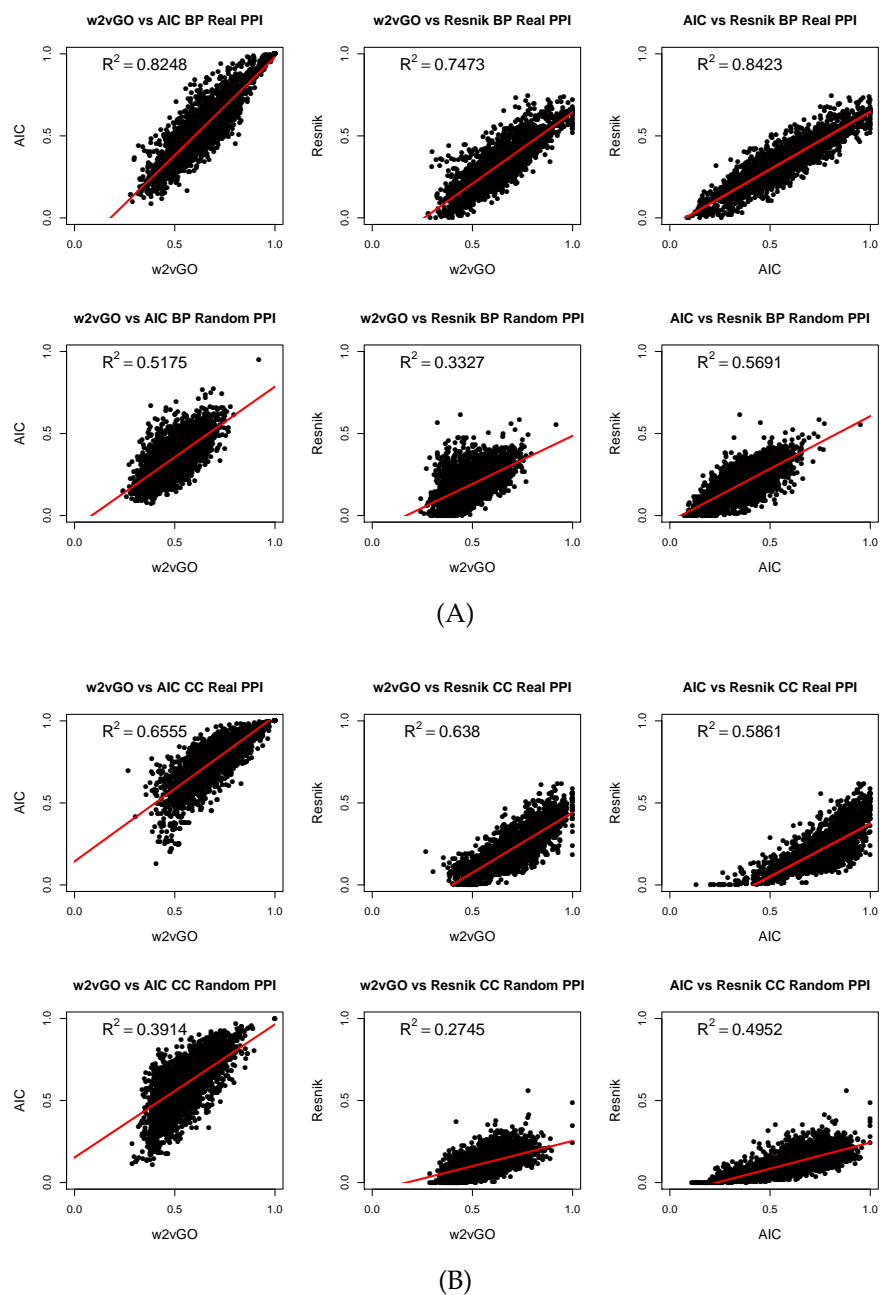 w2vGO vs AIC BP Real PPI
R² = 0.8248
AIC
0.0 0.5 1.0
0.0 0.5 1.0
w2vGO
w2vGO vs Resnik BP Real PPI
R² = 0.7473
Resnik
0.0 0.5 1.0
0.0 0.5 1.0
w2vGO
AIC vs Resnik BP Real PPI
R² = 0.8423
Resnik
0.0 0.5 1.0
0.0 0.5 1.0
AIC
w2vGO vs AIC BP Random PPI
R² = 0.5175
AIC
0.0 0.5 1.0
0.0 0.5 1.0
w2vGO
w2vGO vs Resnik BP Random PPI
R² = 0.3327
Resnik
0.0 0.5 1.0
0.0 0.5 1.0
w2vGO
AIC vs Resnik BP Random PPI
R² = 0.5691
Resnik
0.0 0.5 1.0
0.0 0.5 1.0
AIC
(A)
w2vGO vs AIC CC Real PPI
R² = 0.6555
AIC
0.0 0.5 1.0
0.0 0.5 1.0
w2vGO
w2vGO vs Resnik CC Real PPI
R² = 0.638
Resnik
0.0 0.5 1.0
0.0 0.5 1.0
w2vGO
AIC vs Resnik CC Real PPI
R² = 0.5861
Resnik
0.0 0.5 1.0
0.0 0.5 1.0
AIC
w2vGO vs AIC CC Random PPI
R² = 0.3914
AIC
0.0 0.5 1.0
0.0 0.5 1.0
w2vGO
w2vGO vs Resnik CC Random PPI
R² = 0.2745
Resnik
0.0 0.5 1.0
0.0 0.5 1.0
w2vGO
AIC vs Resnik CC Random PPI
R² = 0.4952
Resnik
0.0 0.5 1.0
0.0 0.5 1.0
AIC
(B)